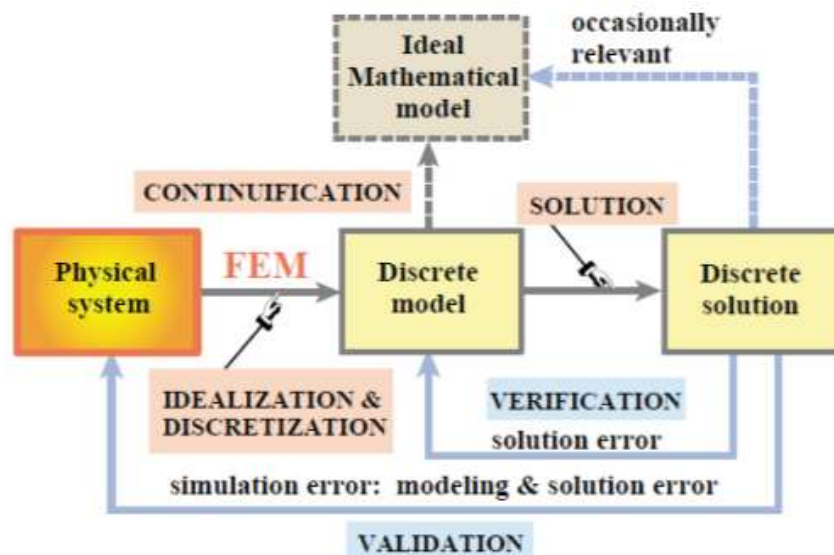 occasionally
relevant
Ideal
Mathematical
model
CONTINUIFICATION
SOLUTION
Physical
system
FEM
Discrete
model
Discrete
solution
IDEALIZATION &
DISCRETIZATION
VERIFICATION
solution error
simulation error: modeling & solution error
VALIDATION